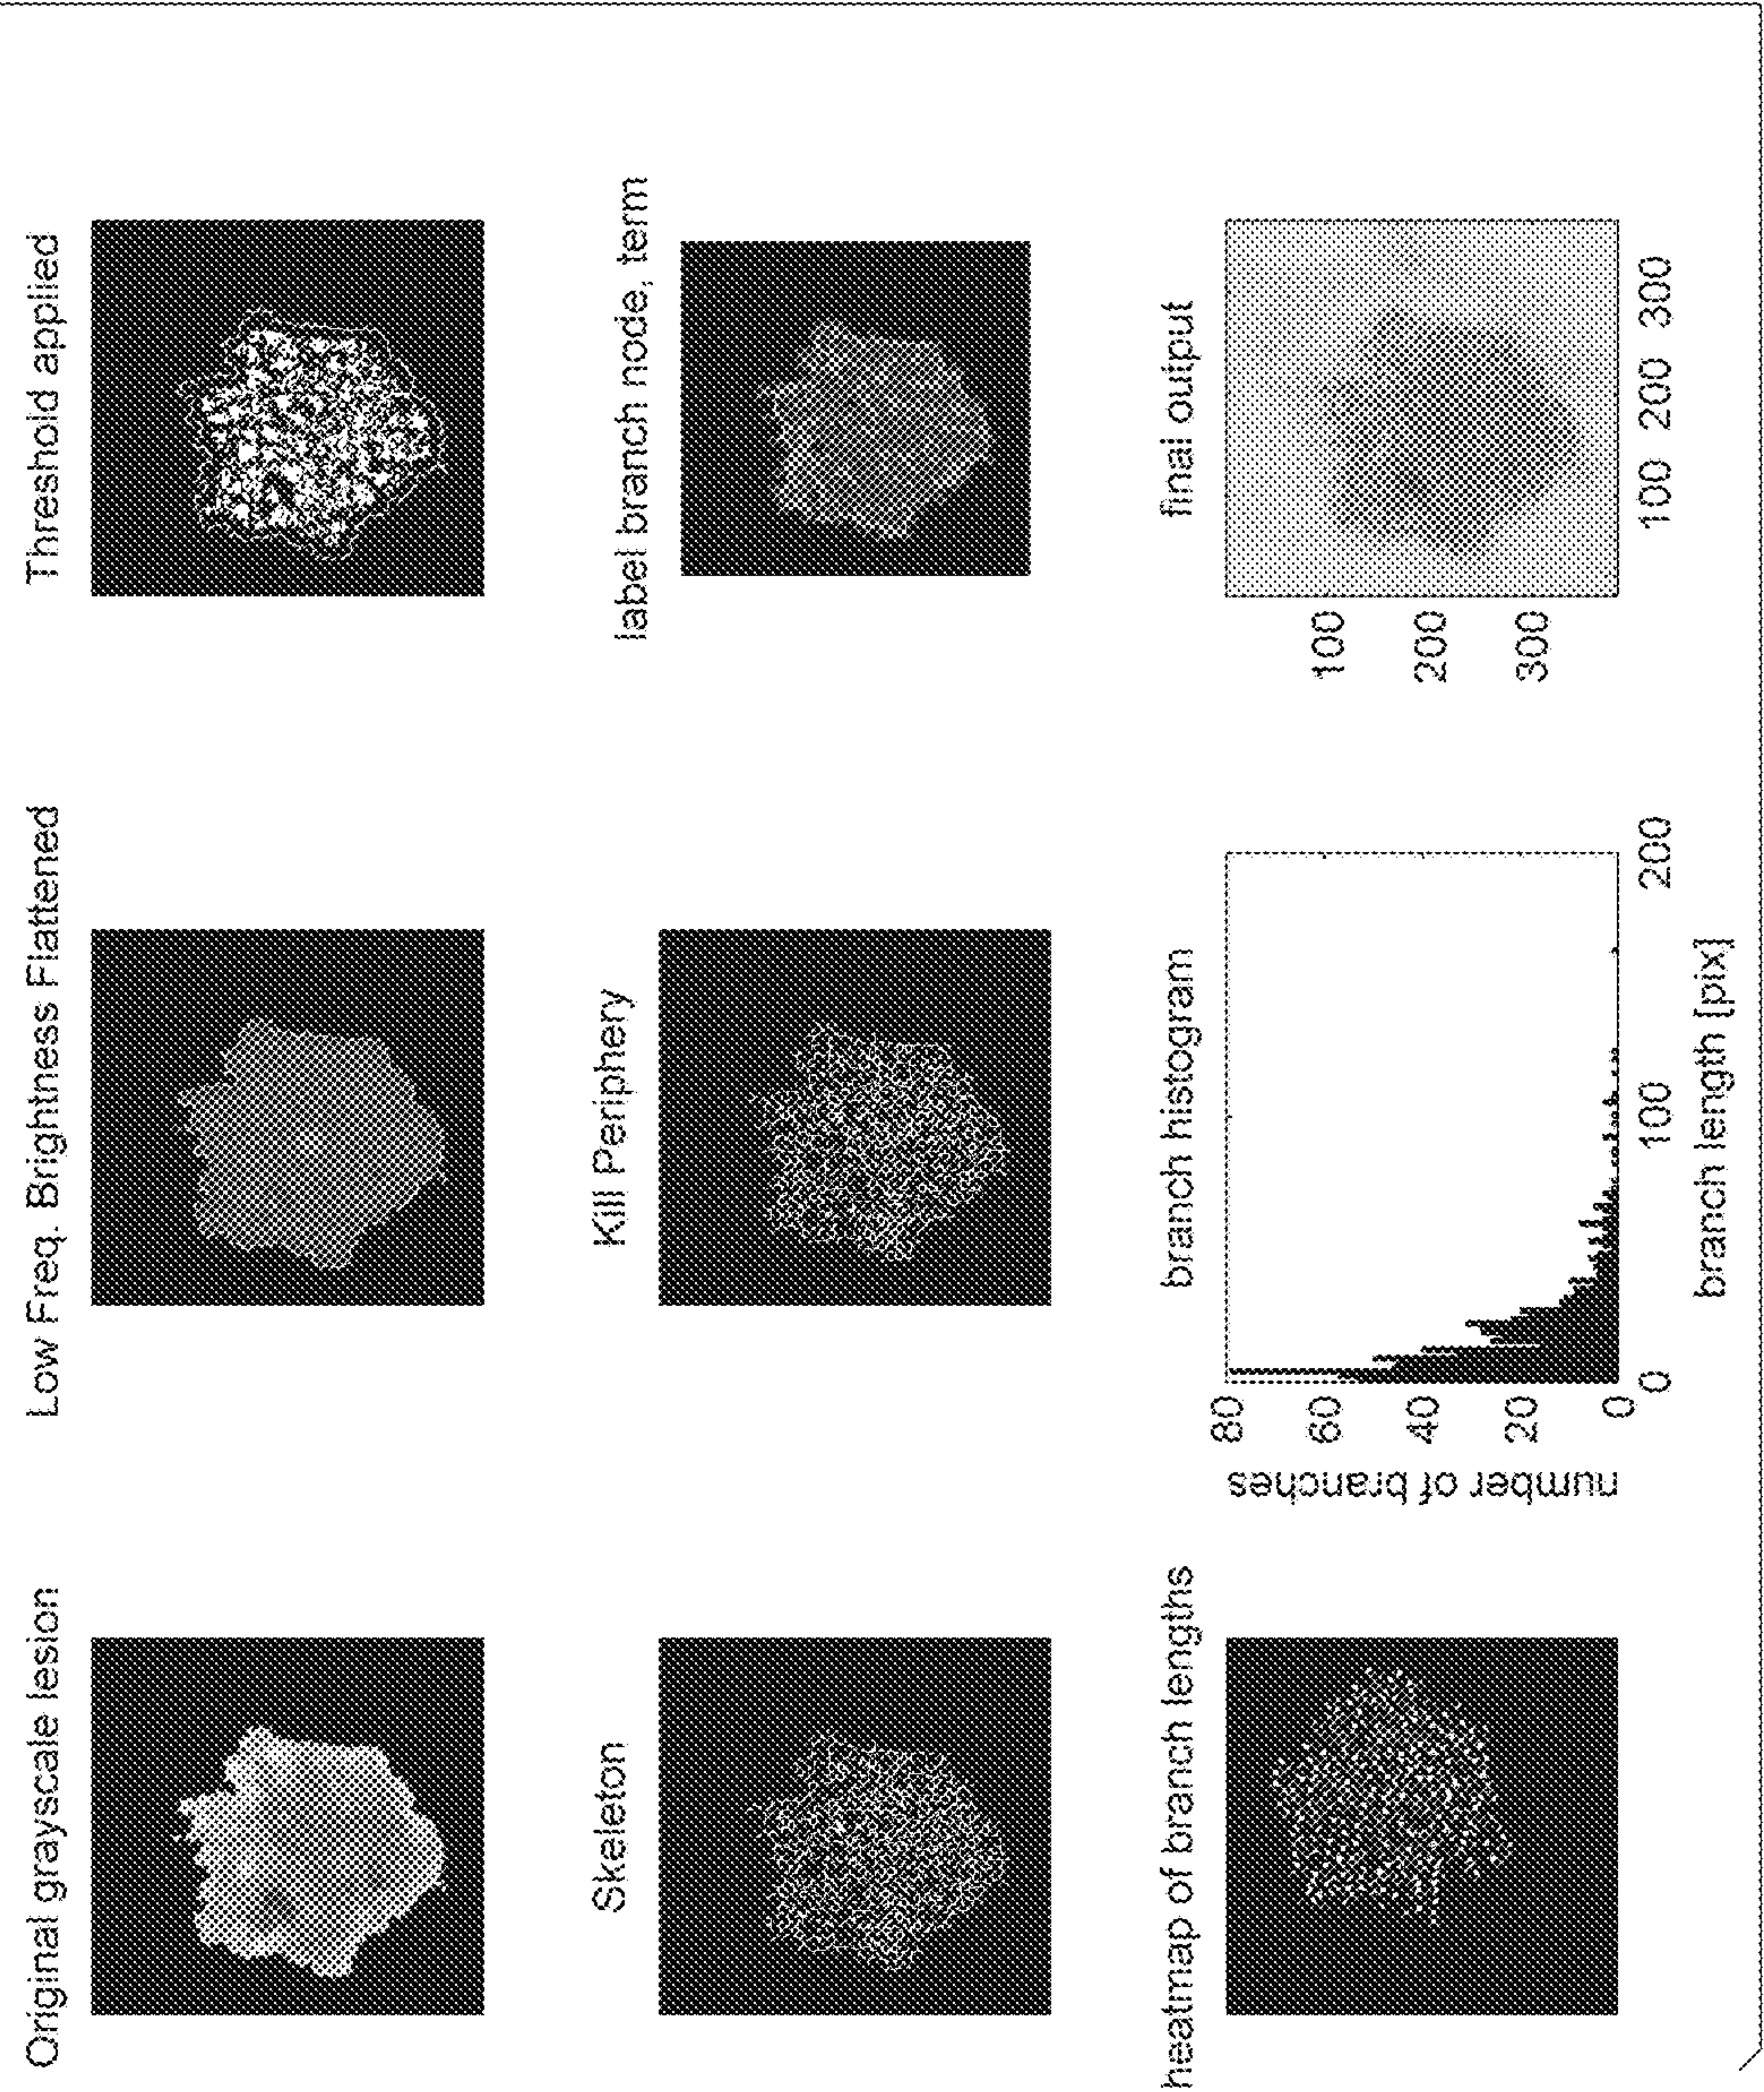 Original grayscale lesion
Low Freq. Brightness Flattened
Threshold applied
Skeleton
Kill Periphery
label branch node, term
heatmap of branch lengths
branch histogram
number of branches
80
60
40
20
0
0 100 200
branch length [pix]
final output
100
200
300
100 200 300